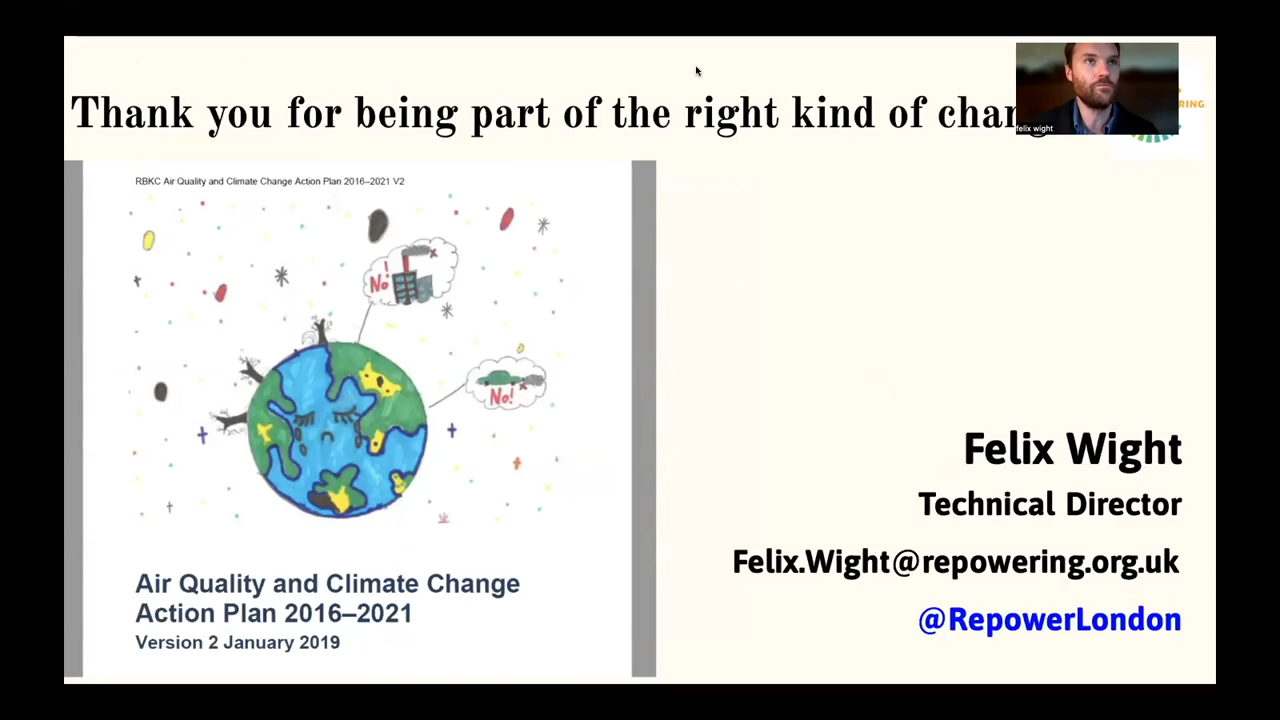 Thank you for being part of the right kind of
felix wight
RBKC Air Quality and Climate Change Action Plan 2016–2021 V2
No!
No!
Air Quality and Climate Change
Action Plan 2016–2021
Version 2 January 2019
Felix Wight
Technical Director
Felix.Wight@repowering.org.uk
@RepowerLondon